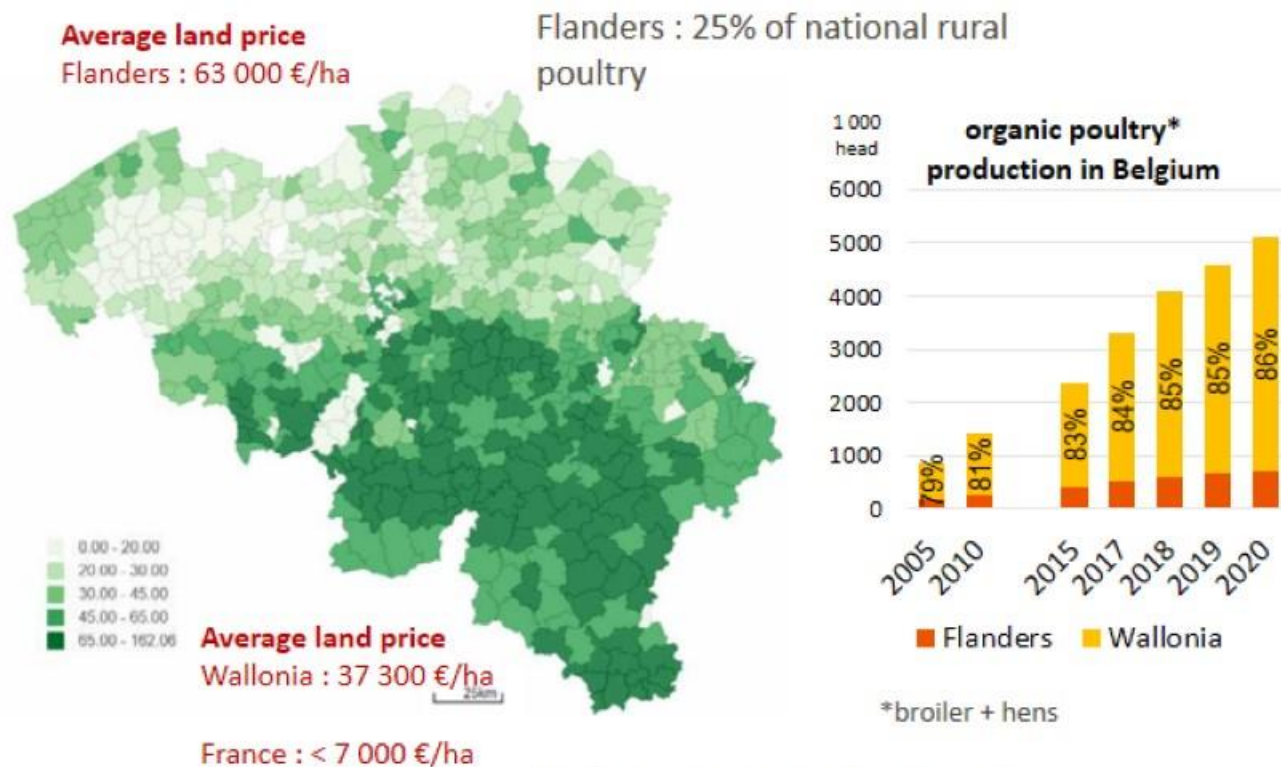 Average land price
Flanders : 63 000 €/ha
Flanders : 25% of national rural
poultry
0.00 - 20.00
20.00 - 30.00
30.00 - 45.00
45.00 - 65.00
65.00 - 162.06
Average land price
Wallonia : 37 300 €/ha
25km
France : < 7 000 €/ha
1 000
head
organic poultry*
production in Belgium
6000
5000
4000
3000
2000
1000
0
79%
81%
83%
84%
85%
85%
86%
2005
2010
2015
2017
2018
2019
2020
Flanders Wallonia
*broiler + hens